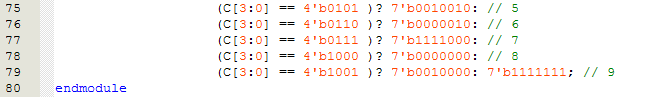 75 (C[3:0] == 4'b0101 )? 7'b0010010: // 5
76 (C[3:0] == 4'b0110 )? 7'b0000010: // 6
77 (C[3:0] == 4'b0111 )? 7'b1111000: // 7
78 (C[3:0] == 4'b1000 )? 7'b0000000: // 8
79 (C[3:0] == 4'b1001 )? 7'b0010000: 7'b1111111; // 9
80 endmodule